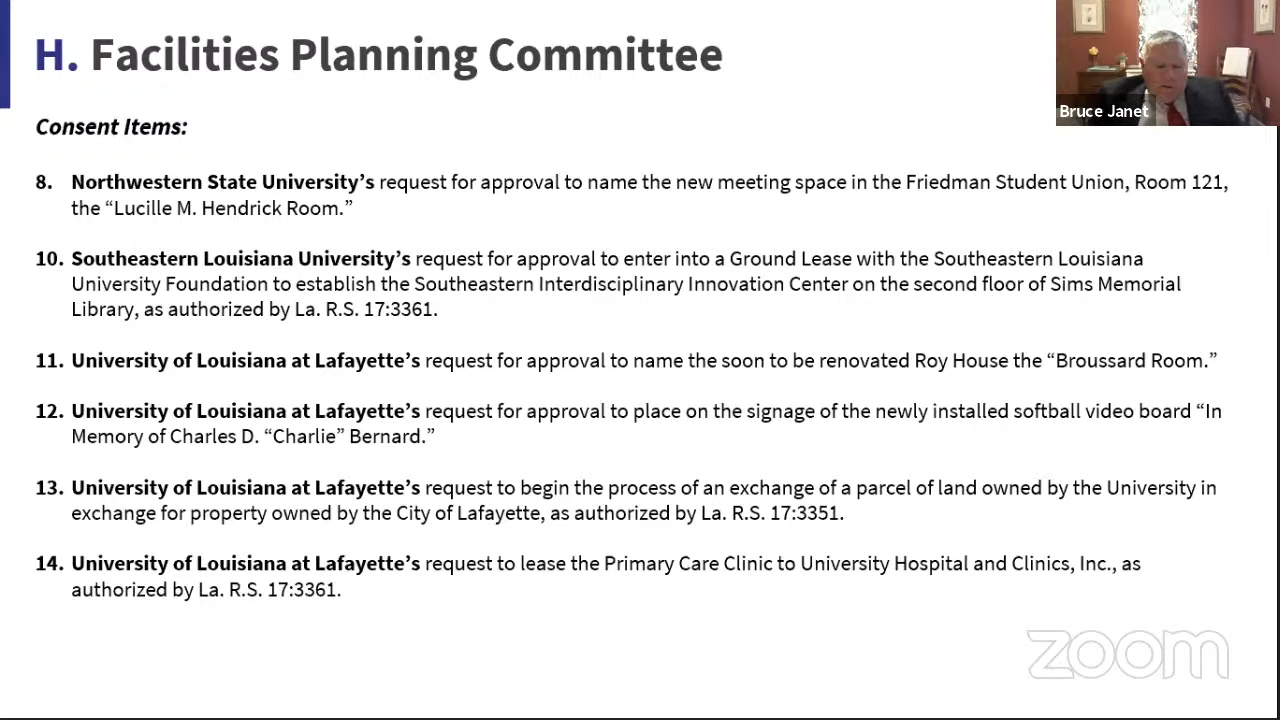 H. Facilities Planning Committee
Bruce Janet
Consent Items:
8. Northwestern State University’s request for approval to name the new meeting space in the Friedman Student Union, Room 121,
the “Lucille M. Hendrick Room.”
10. Southeastern Louisiana University’s request for approval to enter into a Ground Lease with the Southeastern Louisiana
University Foundation to establish the Southeastern Interdisciplinary Innovation Center on the second floor of Sims Memorial
Library, as authorized by La. R.S. 17:3361.
11. University of Louisiana at Lafayette’s request for approval to name the soon to be renovated Roy House the “Broussard Room.”
12. University of Louisiana at Lafayette’s request for approval to place on the signage of the newly installed softball video board “In
Memory of Charles D. “Charlie” Bernard.”
13. University of Louisiana at Lafayette’s request to begin the process of an exchange of a parcel of land owned by the University in
exchange for property owned by the City of Lafayette, as authorized by La. R.S. 17:3351.
14. University of Louisiana at Lafayette’s request to lease the Primary Care Clinic to University Hospital and Clinics, Inc., as
authorized by La. R.S. 17:3361.
zoom